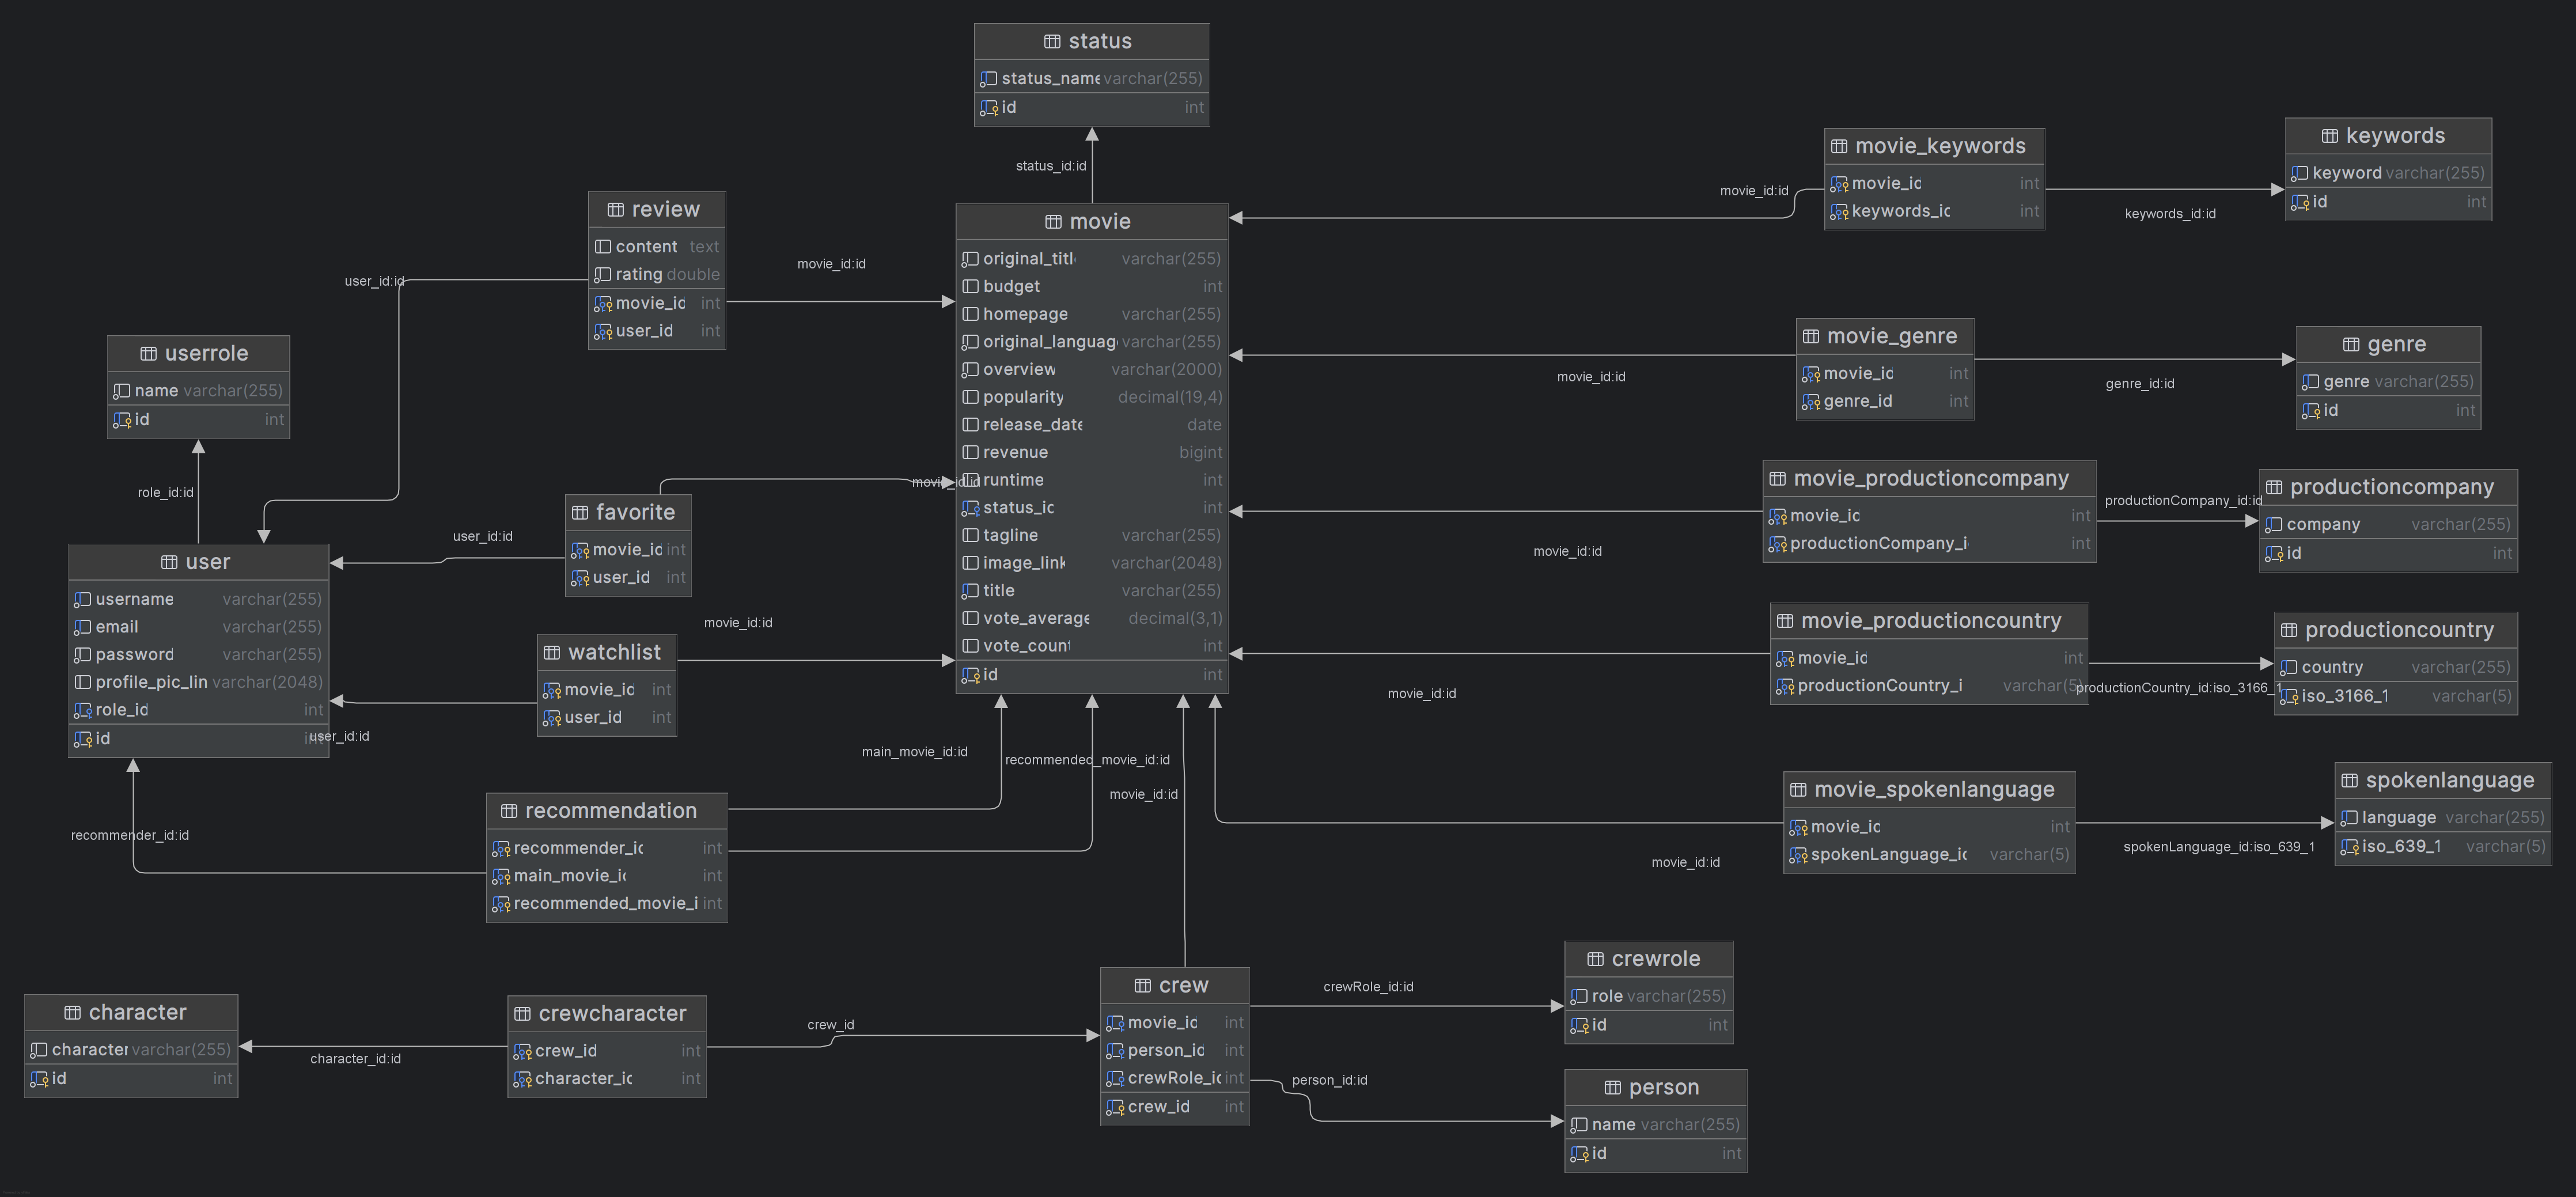 status
status_name varchar(255)
id int
status_id:id
movie_keywords
movie_id int
keywords_id int
movie_id:id
keywords_id:id
keywords
keyword varchar(255)
id int
review
content text
rating double
movie_id int
user_id int
user_id:id
movie_id:id
movie
original_titl varchar(255)
budget int
homepage varchar(255)
original_languag varchar(255)
overview varchar(2000)
popularity decimal(19,4)
release_date date
revenue bigint
runtime int
status_id int
tagline varchar(255)
image_link varchar(2048)
title varchar(255)
vote_average decimal(3,1)
vote_count int
id int
movie_genre
movie_id int
genre_id int
movie_id:id
genre_id:id
genre
genre varchar(255)
id int
userrole
name varchar(255)
id int
role_id:id
movie_productioncompany
movie_id int
productionCompany_i int
movie_id:id
productionCompany_id:id
productioncompany
company varchar(255)
id int
favorite
movie_id int
user_id int
user_id:id
movie_id:id
user
username varchar(255)
email varchar(255)
password varchar(255)
profile_pic_lin varchar(2048)
role_id int
id int
watchlist
movie_id int
user_id int
movie_id:id
user_id:id
movie_productioncountry
movie_id int
productionCountry_i varchar(5)
movie_id:id
productionCountry_id:iso_3166_1
productioncountry
country varchar(255)
iso_3166_1 varchar(5)
recommendation
recommender_id int
main_movie_id int
recommended_movie_i int
main_movie_id:id
recommended_movie_id:id
movie_id:id
recommender_id:id
movie_spokenlanguage
movie_id int
spokenLanguage_id varchar(5)
movie_id:id
spokenLanguage_id:iso_639_1
spokenlanguage
language varchar(255)
iso_639_1 varchar(5)
character
character varchar(255)
id int
character_id:id
crewcharacter
crew_id int
character_id int
crew_id
crew
movie_id int
person_id int
crewRole_id int
crew_id int
crewRole_id:id
person_id:id
crewrole
role varchar(255)
id int
person
name varchar(255)
id int